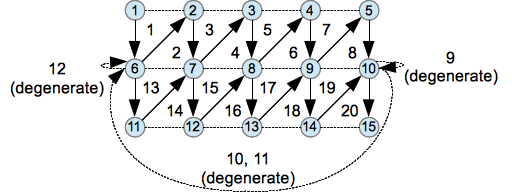 1 2 3 4 5
1 3 5 7
2 4 6 8
9
(degenerate)
12
(degenerate)
6 7 8 9 10
13 15 17 19
14 16 18 20
11 12 13 14 15
10, 11
(degenerate)